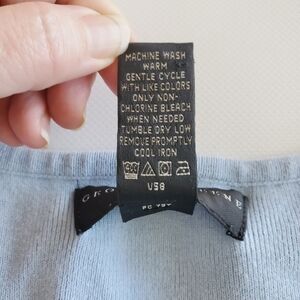 MACHINE WASH
WARM
GENTLE CYCLE
WITH LIKE COLORS
ONLY NON-
CHLORINE BLEACH
WHEN NEEDED
TUMBLE DRY LOW
REMOVE PROMPTLY
COOL IRON